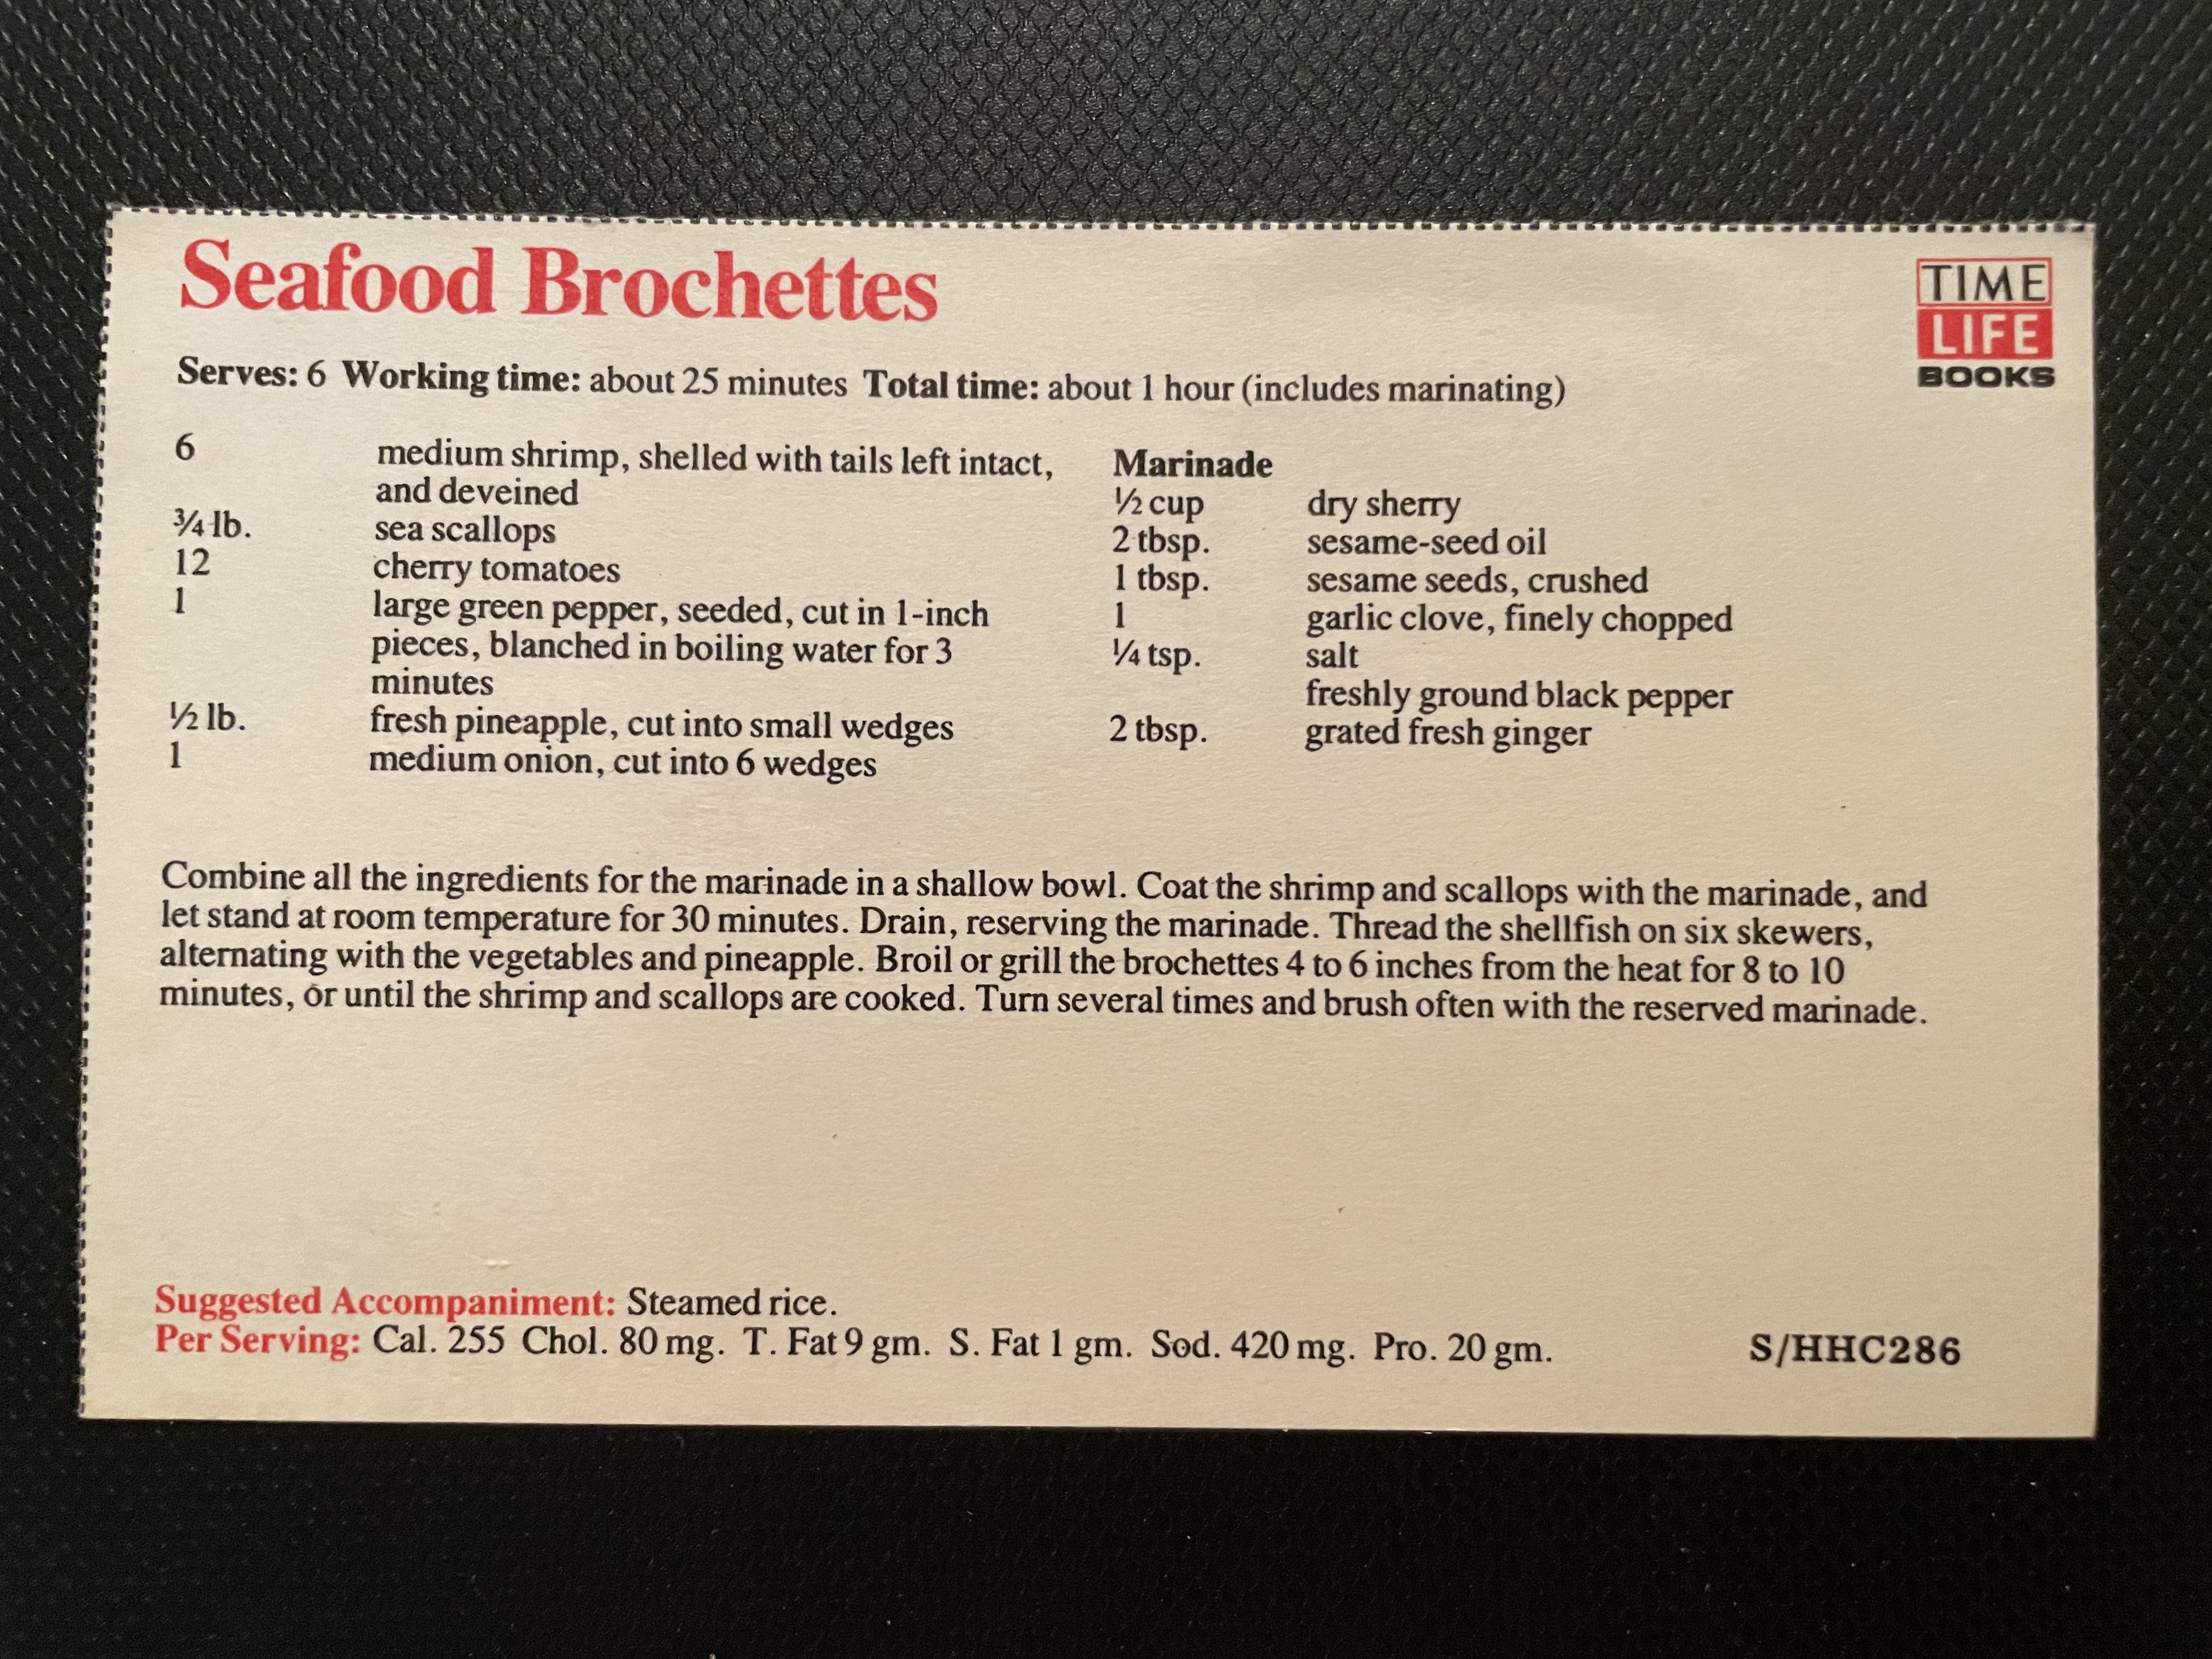 Seafood Brochettes
TIME
LIFE
BOOKS
Serves: 6 Working time: about 25 minutes Total time: about 1 hour (includes marinating)
6 medium shrimp, shelled with tails left intact,
and deveined
¾ lb. sea scallops
12 cherry tomatoes
1 large green pepper, seeded, cut in 1-inch
pieces, blanched in boiling water for 3
minutes
½ lb. fresh pineapple, cut into small wedges
1 medium onion, cut into 6 wedges
Marinade
½ cup dry sherry
2 tbsp. sesame-seed oil
1 tbsp. sesame seeds, crushed
1 garlic clove, finely chopped
¼ tsp. salt
freshly ground black pepper
2 tbsp. grated fresh ginger
Combine all the ingredients for the marinade in a shallow bowl. Coat the shrimp and scallops with the marinade, and
let stand at room temperature for 30 minutes. Drain, reserving the marinade. Thread the shellfish on six skewers,
alternating with the vegetables and pineapple. Broil or grill the brochettes 4 to 6 inches from the heat for 8 to 10
minutes, or until the shrimp and scallops are cooked. Turn several times and brush often with the reserved marinade.
Suggested Accompaniment: Steamed rice.
Per Serving: Cal. 255 Chol. 80 mg. T. Fat 9 gm. S. Fat 1 gm. Sod. 420 mg. Pro. 20 gm.
S/HHC286